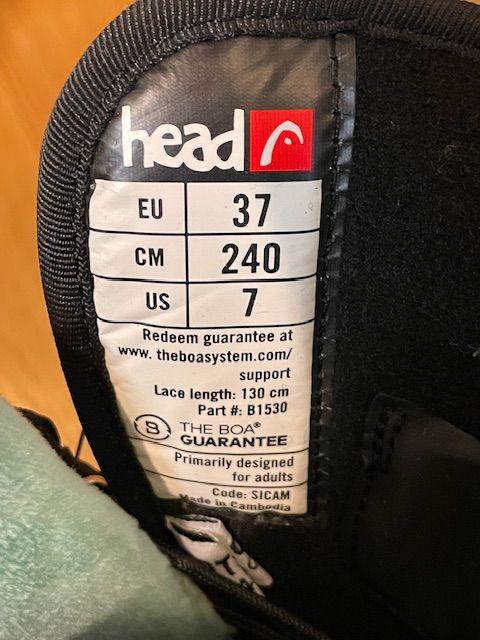 head
EU 37
CM 240
US 7
Redeem guarantee at
www. theboasystem.com/
support
Lace length: 130 cm
Part #: B1530
B THE BOA®
GUARANTEE
Primarily designed
for adults
Code: SICAM
Made in Cambodia